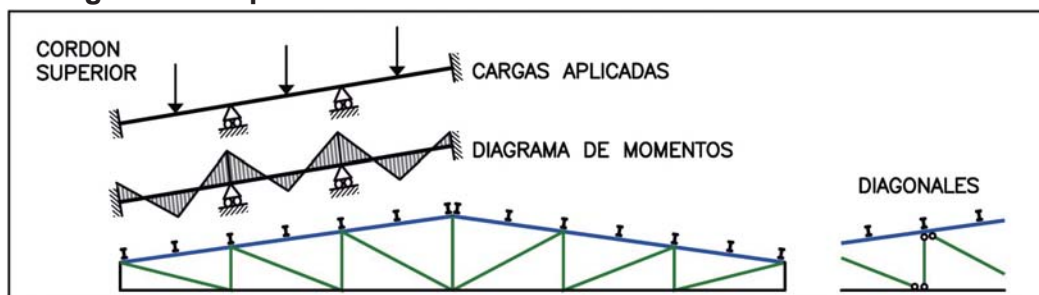 CORDON
SUPERIOR
CARGAS APLICADAS
DIAGRAMA DE MOMENTOS
DIAGONALES